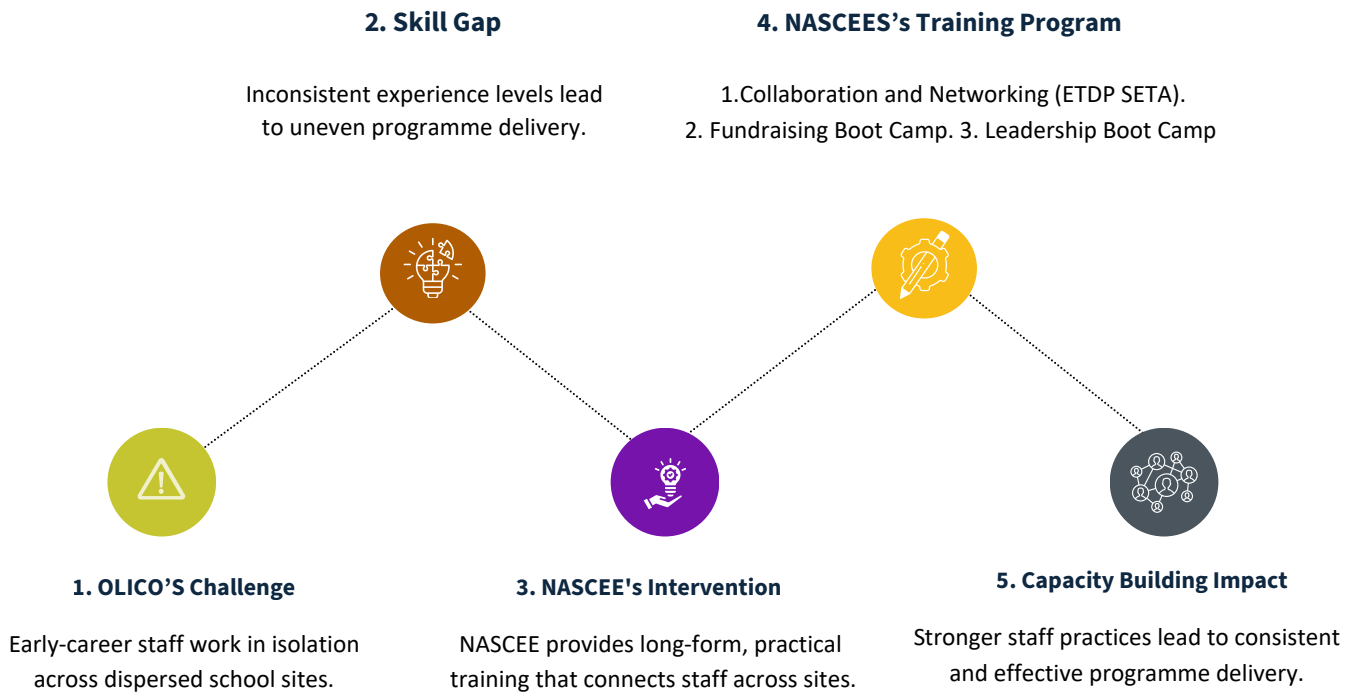 2. Skill Gap
Inconsistent experience levels lead
to uneven programme delivery.
4. NASCEES's Training Program
1.Collaboration and Networking (ETDP SETA).
2. Fundraising Boot Camp. 3. Leadership Boot Camp
1. OLICO'S Challenge
Early-career staff work in isolation
across dispersed school sites.
3. NASCEE's Intervention
NASCEE provides long-form, practical
training that connects staff across sites.
5. Capacity Building Impact
Stronger staff practices lead to consistent
and effective programme delivery.